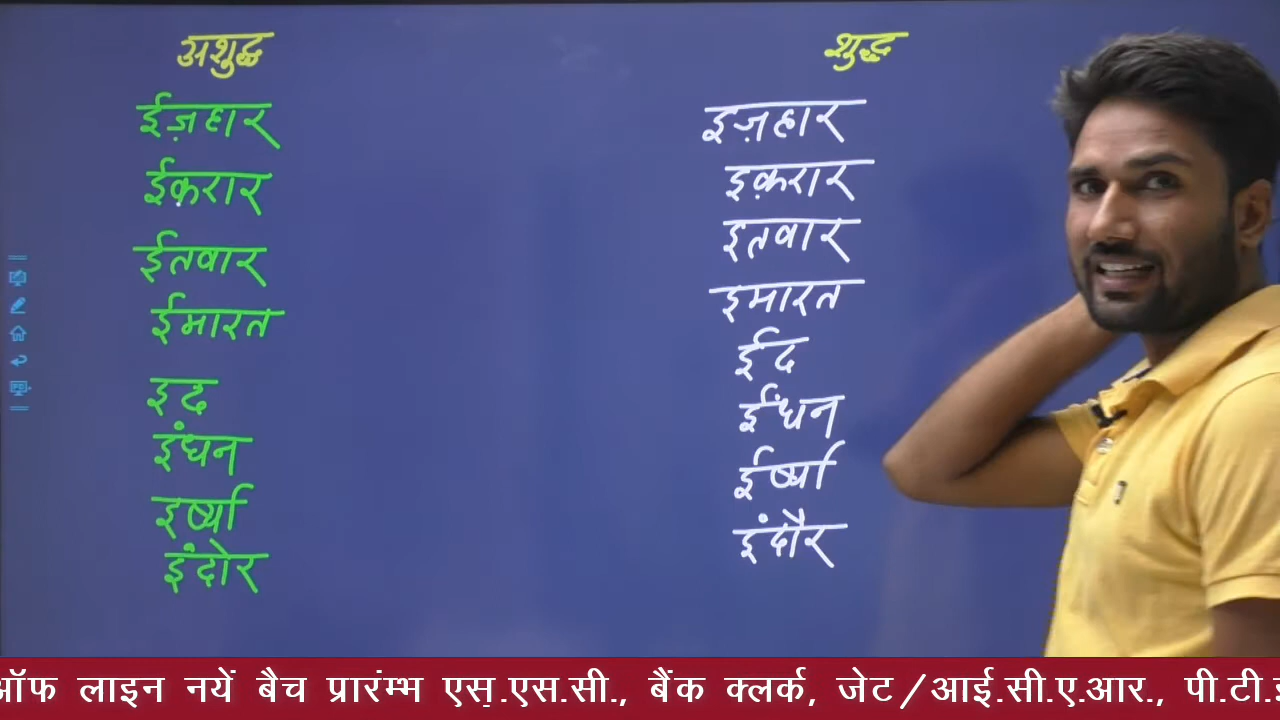 अशुद्ध शुद्ध
ईज़हार इज़हार
ईक़रार इक़रार
ईतवार इतवार
ईमारत इमारत
इद ईद
इंधन ईंधन
इर्ष्या ईर्ष्या
इंदोर इंदौर
ऑफ लाइन नयें बैच प्रारंम्भ एस.एस.सी., बैंक क्लर्क, जेट/आई.सी.ए.आर., पी.टी.